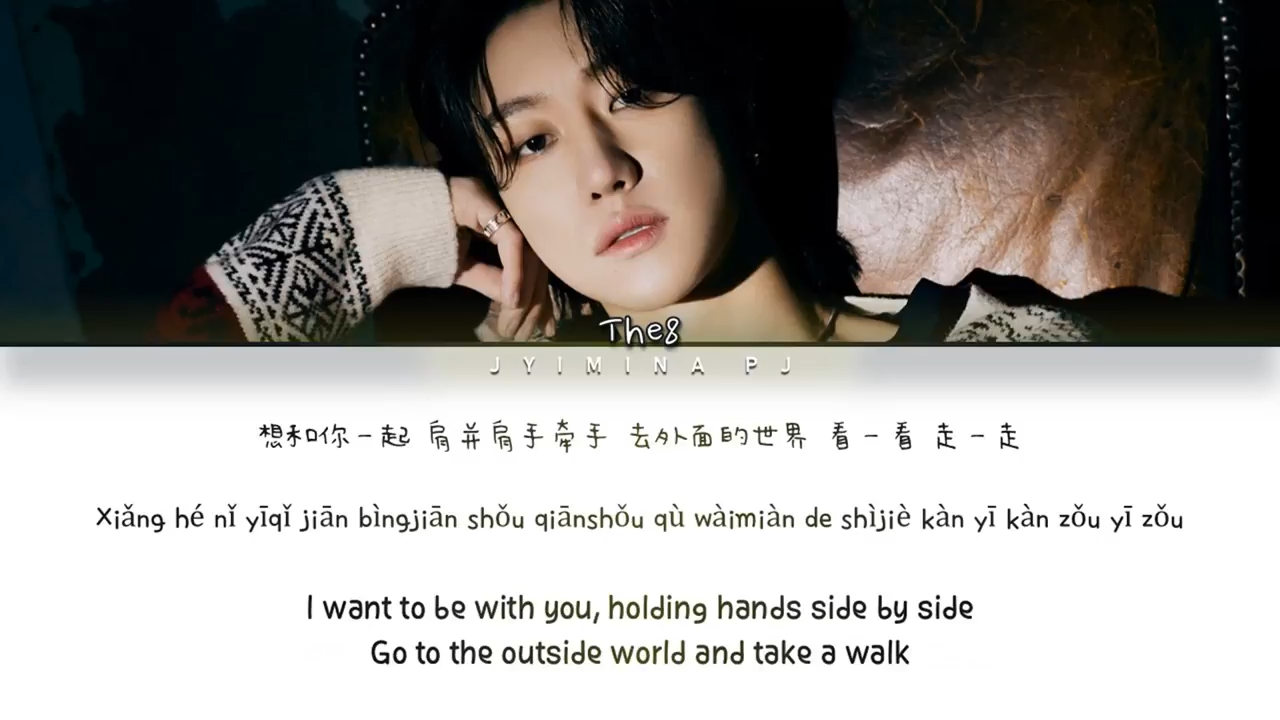 The8
JYIMINA PJ
想和你一起 肩并肩手牵手 去外面的世界 看一看 走一走
Xiǎng hé nǐ yīqǐ jiān bìngjiān shǒu qiānshǒu qù wàimiàn de shìjiè kàn yī kàn zǒu yī zǒu
I want to be with you, holding hands side by side
Go to the outside world and take a walk